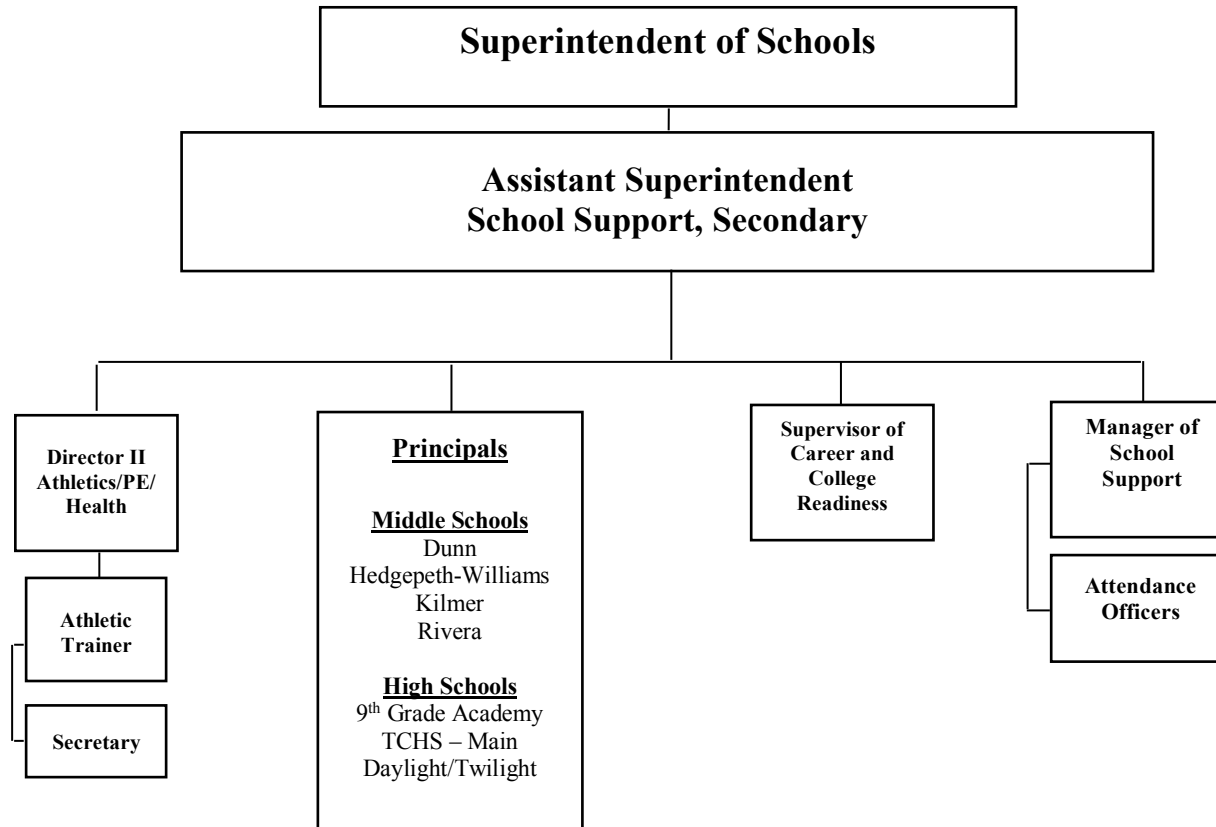 Superintendent of Schools
Assistant Superintendent
School Support, Secondary
Director II
Athletics/PE/
Health
Athletic
Trainer
Secretary
Principals
Middle Schools
Dunn
Hedgepeth-Williams
Kilmer
Rivera
High Schools
9th Grade Academy
TCHS – Main
Daylight/Twilight
Supervisor of
Career and
College
Readiness
Manager of
School
Support
Attendance
Officers